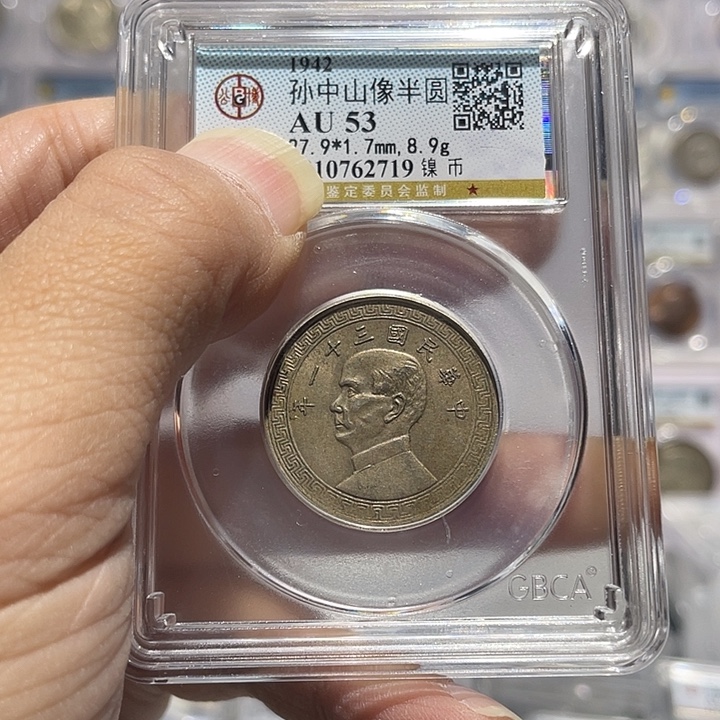 1942
孙中山像半圆
AU 53
27.9*1.7mm, 8.9g
10762719 镍 币
鉴定委员会监制
中華民國三十一年
GBCA